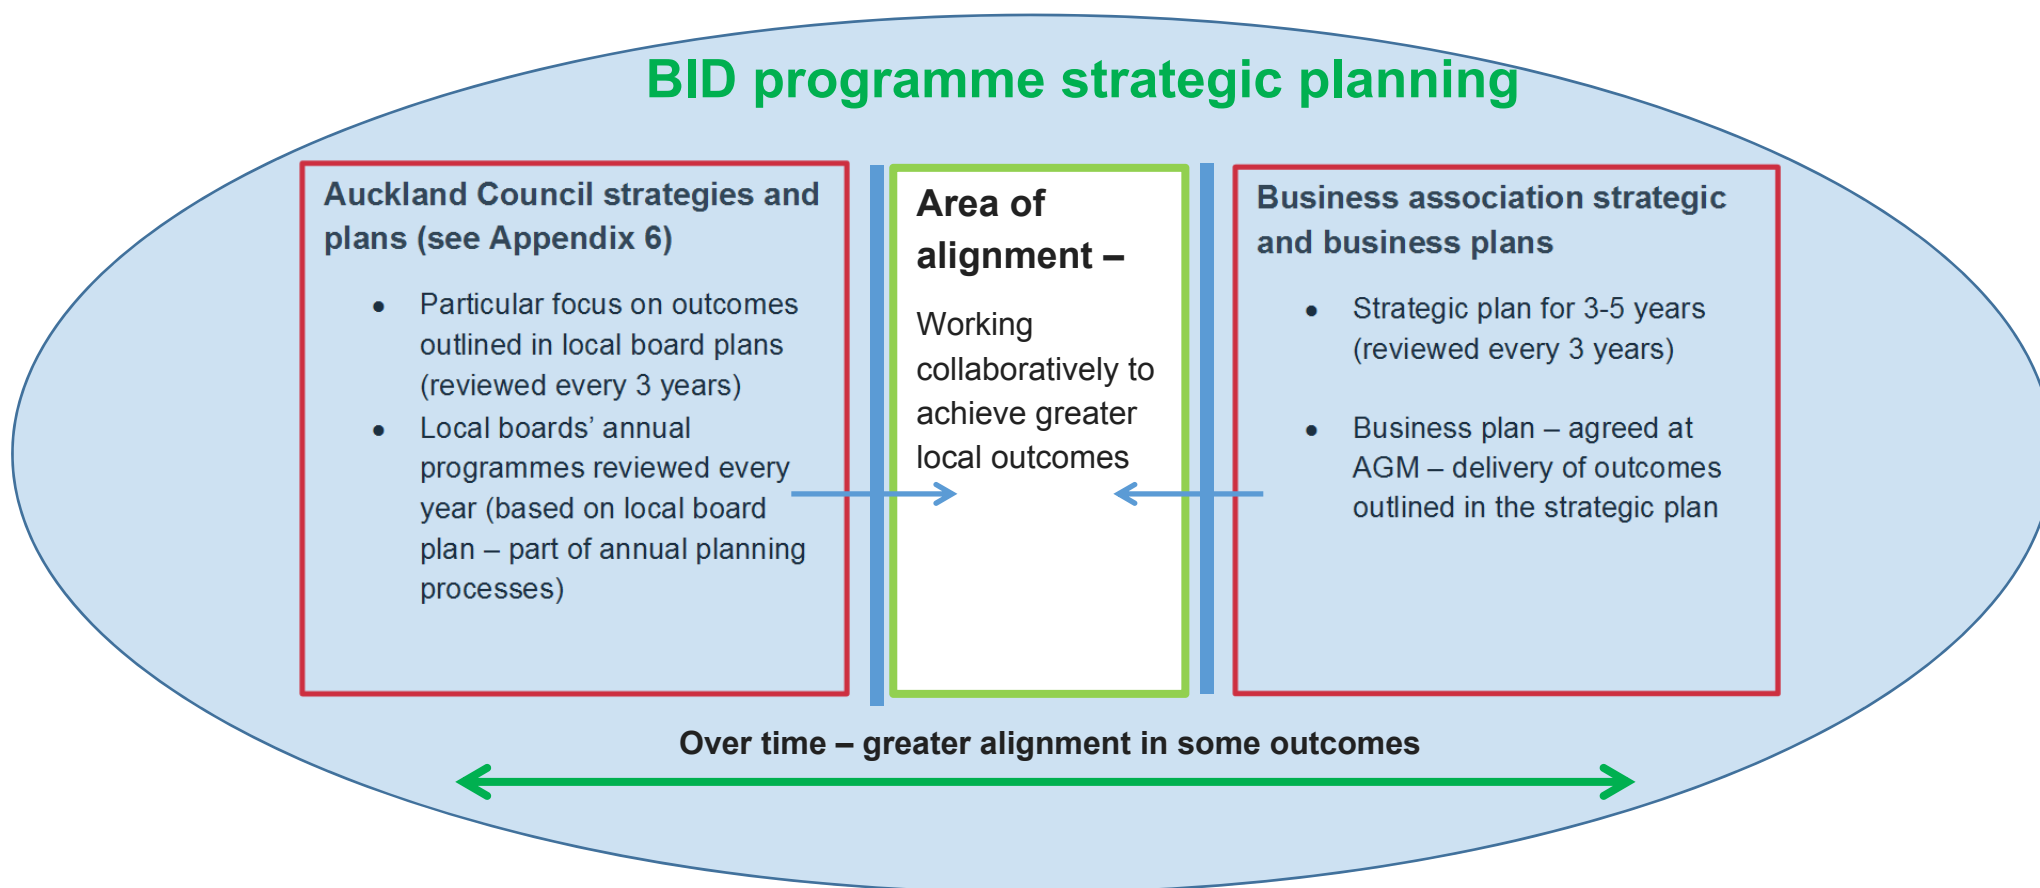 BID programme strategic planning
Auckland Council strategies and
plans (see Appendix 6)
● Particular focus on outcomes
outlined in local board plans
(reviewed every 3 years)
● Local boards’ annual
programmes reviewed every
year (based on local board
plan – part of annual planning
processes)
Area of
alignment –
Working
collaboratively to
achieve greater
local outcomes
Business association strategic
and business plans
● Strategic plan for 3-5 years
(reviewed every 3 years)
● Business plan – agreed at
AGM – delivery of outcomes
outlined in the strategic plan
Over time – greater alignment in some outcomes